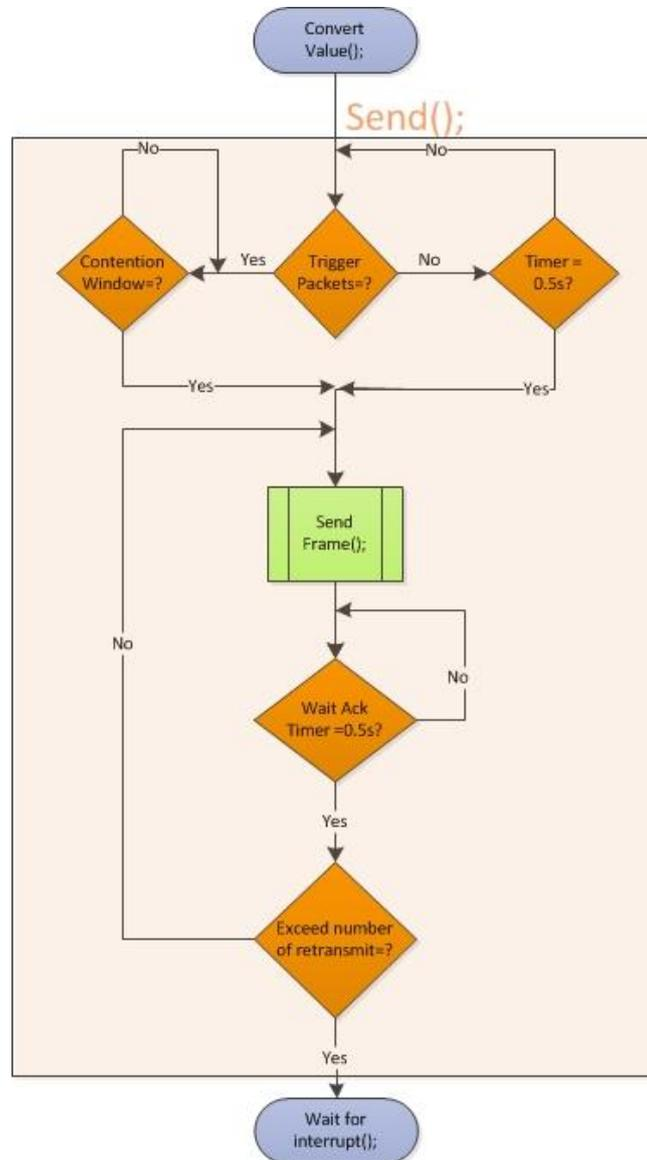 Convert
Value();
Send();
No
No
Contention
Window=?
Yes
Trigger
Packets=?
No
Timer =
0.5s?
Yes
Yes
Send
Frame();
No
No
Wait Ack
Timer =0.5s?
Yes
Exceed number
of retransmit=?
Yes
Wait for
interrupt();